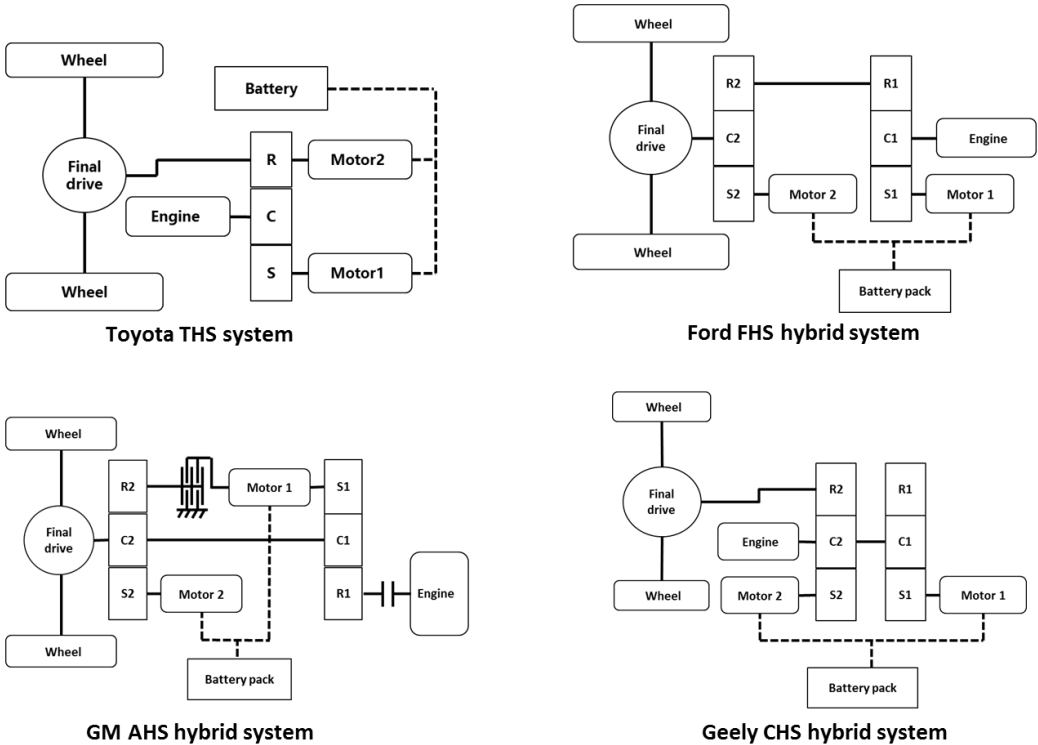 Wheel
Battery
Final
drive
R
Motor2
Engine
C
S
Motor1
Wheel
Toyota THS system
Wheel
R2
R1
Final
drive
C2
C1
Engine
S2
Motor 2
S1
Motor 1
Wheel
Battery pack
Ford FHS hybrid system
Wheel
R2
Motor 1
S1
Final
drive
C2
C1
S2
Motor 2
R1
Engine
Wheel
Battery pack
GM AHS hybrid system
Wheel
Final
drive
R2
R1
Engine
C2
C1
Wheel
Motor 2
S2
S1
Motor 1
Battery pack
Geely CHS hybrid system